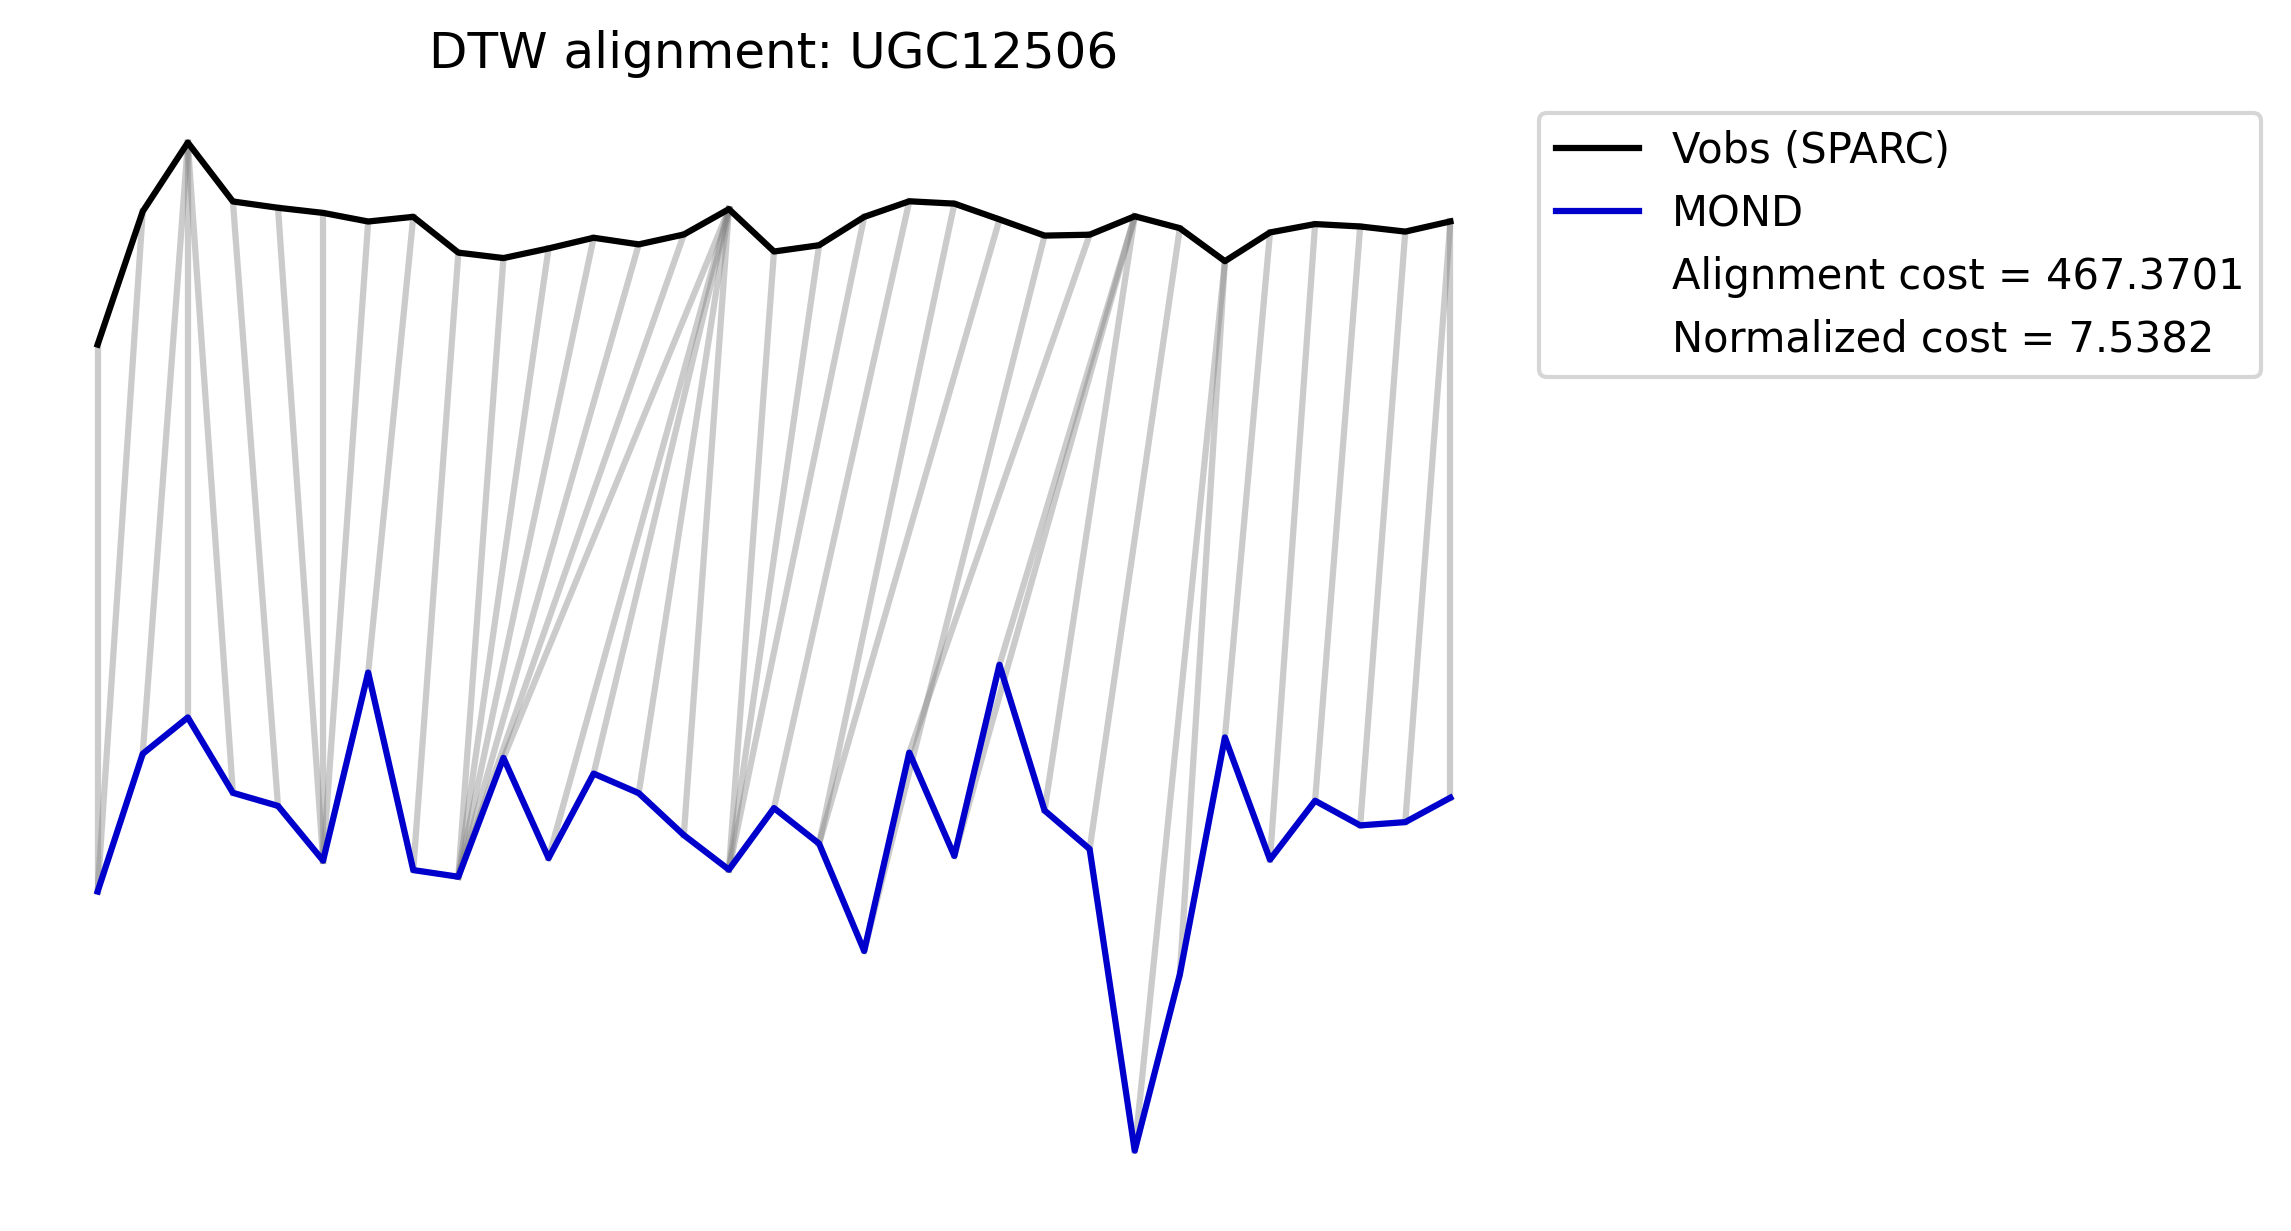 DTW alignment: UGC12506
Vobs (SPARC)
MOND
Alignment cost = 467.3701
Normalized cost = 7.5382